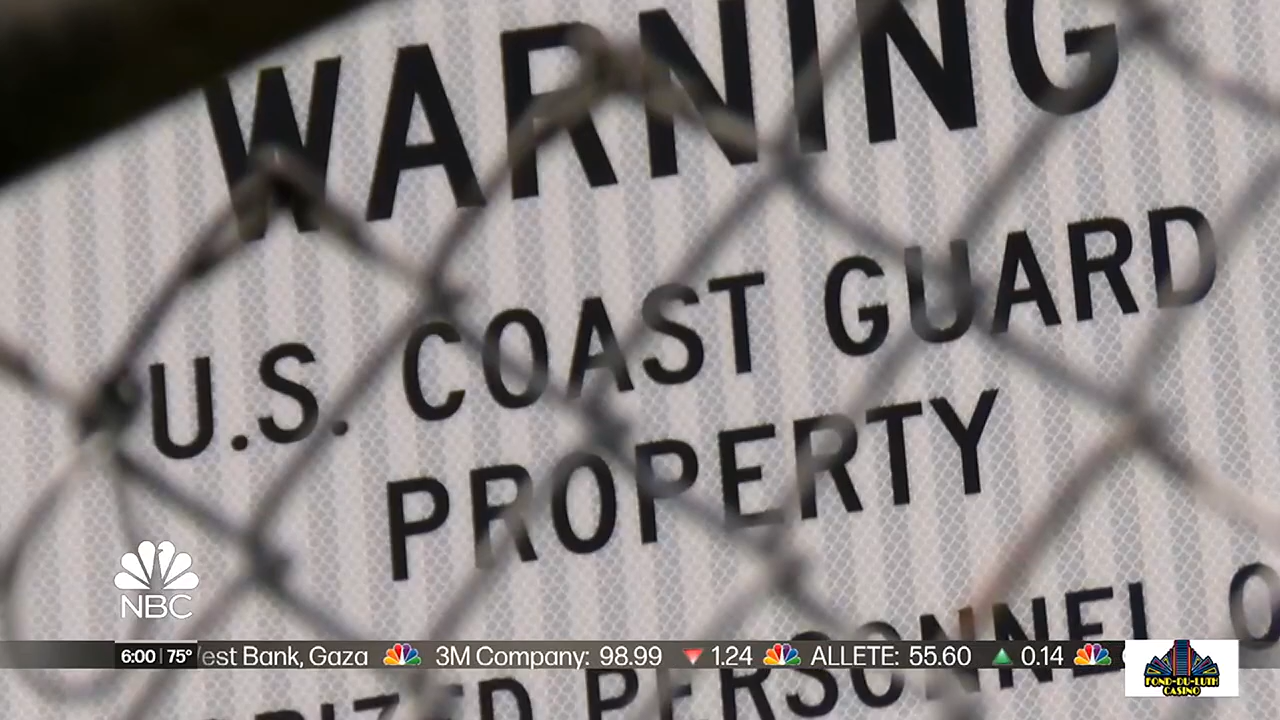 WARNING
U.S. COAST GUARD
PROPERTY
PERSONNEL
NBC
6:00 75° est Bank, Gaza 3M Company: 98.99 1.24 ALLETE: 55.60 0.14
FOND-DU-LUTH
CASINO